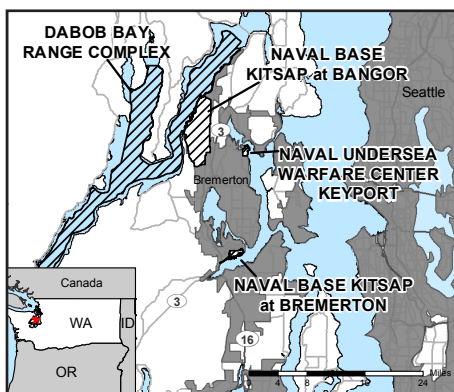 DABOB BAY
RANGE COMPLEX
NAVAL BASE
KITSAP at BANGOR
Seattle
3
NAVAL UNDERSEA
WARFARE CENTER
KEYPORT
Bremerton
NAVAL BASE KITSAP
at BREMERTON
3
16
Canada
WA
ID
OR
4 8 24
Miles